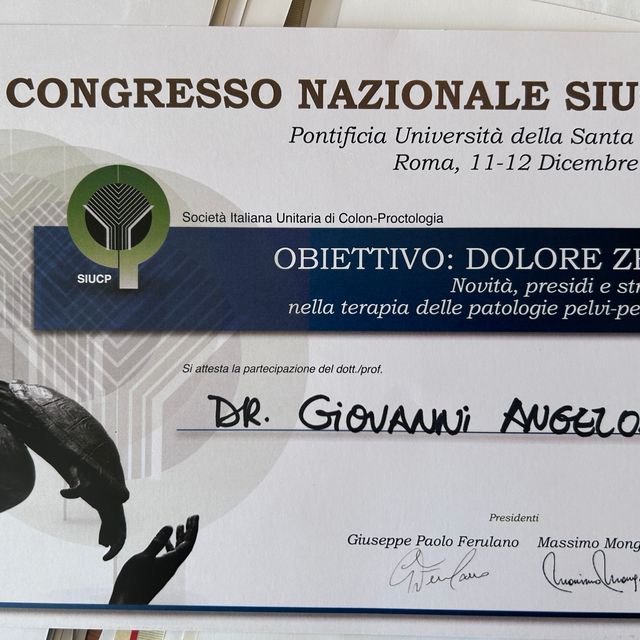 CONGRESSO NAZIONALE SIU
Pontificia Università della Santa
Roma, 11-12 Dicembre
Società Italiana Unitaria di Colon-Proctologia
SIUCP
OBIETTIVO: DOLORE ZE
Novità, presidi e str
nella terapia delle patologie pelvi-pe
Si attesta la partecipazione del dott./prof.
DR. GIOVANNI ANGELO
Presidenti
Giuseppe Paolo Ferulano Massimo Mong